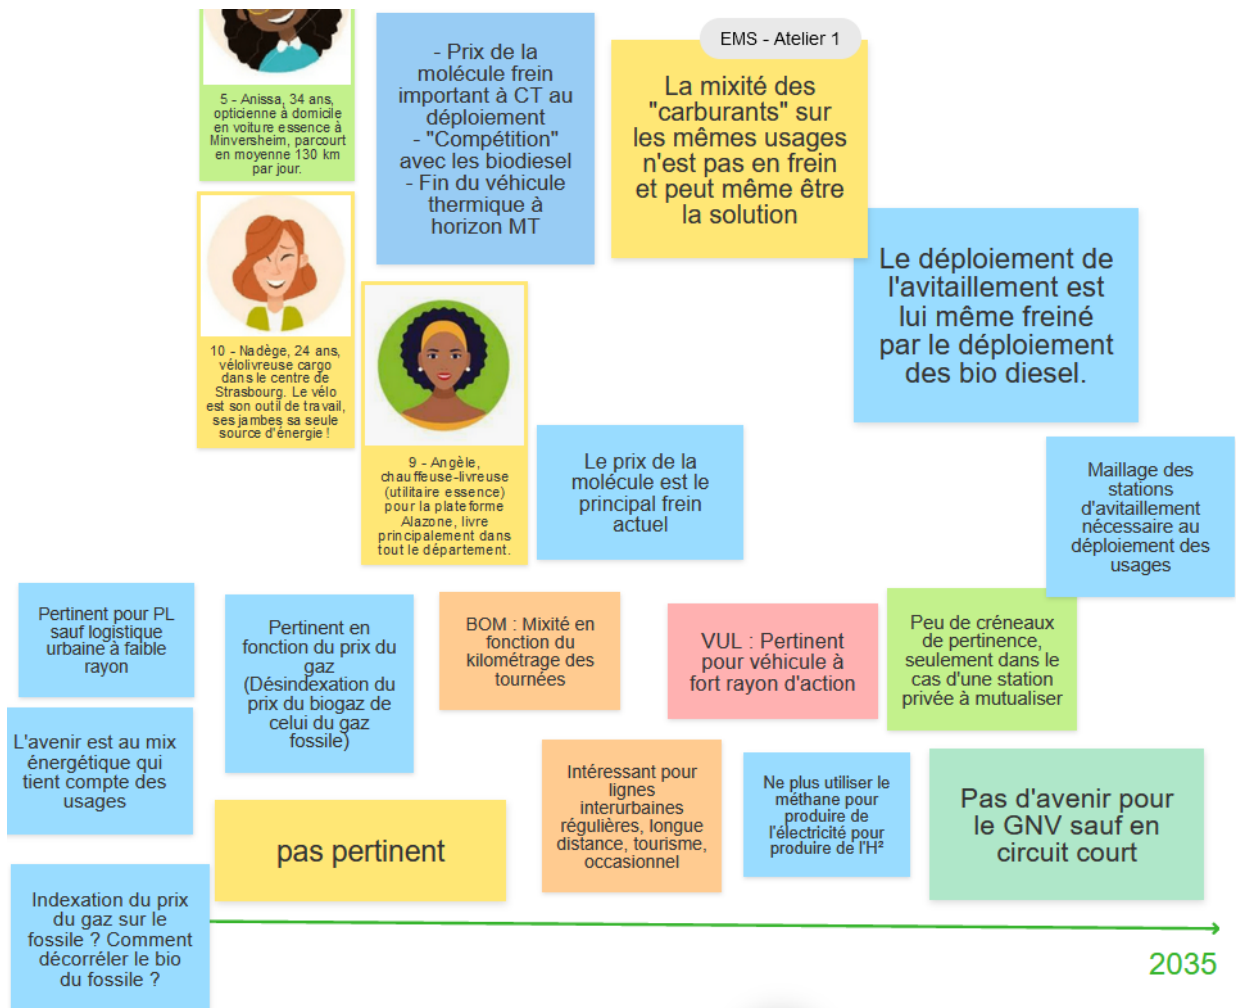 EMS - Atelier 1
5 - Anissa, 34 ans,
opticienne à domicile
en voiture essence à
Minversheim, parcourt
en moyenne 130 km
par jour.
- Prix de la
molécule frein
important à CT au
déploiement
- "Compétition"
avec les biodiesel
- Fin du véhicule
thermique à
horizon MT
La mixité des
"carburants" sur
les mêmes usages
n'est pas en frein
et peut même être
la solution
Le déploiement de
l'avitaillement est
lui même freiné
par le déploiement
des bio diesel.
10 - Nadège, 24 ans,
vélolivreuse cargo
dans le centre de
Strasbourg. Le vélo
est son outil de travail,
ses jambes sa seule
source d'énergie !
9 - Angèle,
chauffeuse-livreuse
(utilitaire essence)
pour la plateforme
Alazone, livre
principalement dans
tout le département.
Le prix de la
molécule est le
principal frein
actuel
Maillage des
stations
d'avitaillement
nécessaire au
déploiement des
usages
Pertinent pour PL
sauf logistique
urbaine à faible
rayon
Pertinent en
fonction du prix du
gaz
(Désindexation du
prix du biogaz de
celui du gaz
fossile)
BOM : Mixité en
fonction du
kilométrage des
tournées
VUL : Pertinent
pour véhicule à
fort rayon d'action
Peu de créneaux
de pertinence,
seulement dans le
cas d'une station
privée à mutualiser
L'avenir est au mix
énergétique qui
tient compte des
usages
pas pertinent
Intéressant pour
lignes
interurbaines
régulières, longue
distance, tourisme,
occasionnel
Ne plus utiliser le
méthane pour
produire de
l'électricité pour
produire de l'H²
Pas d'avenir pour
le GNV sauf en
circuit court
Indexation du prix
du gaz sur le
fossile ? Comment
décorréler le bio
du fossile ?
2035